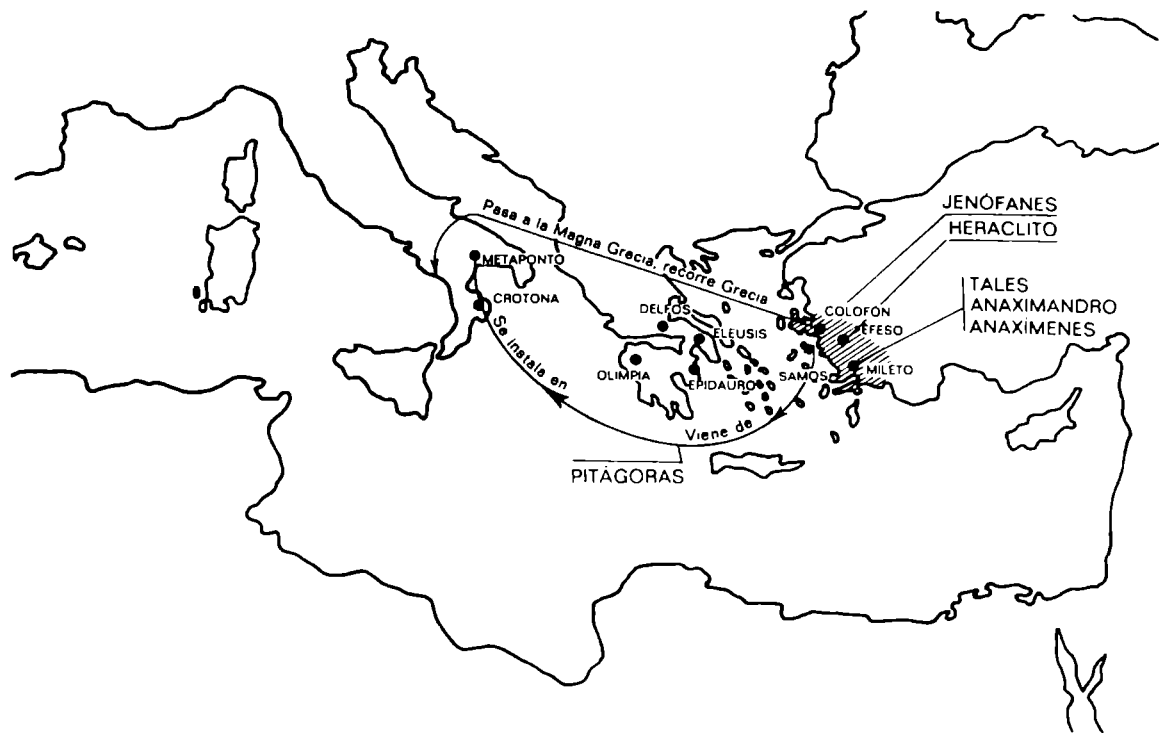 JENÓFANES
HERACLITO
Pasa a la Magna Grecia, recorre Grecia
METAPONTO
TALES
ANAXIMANDRO
ANAXÍMENES
CROTONA
COLOFÓN
DELFOS
EFESO
ELEUSIS
Se instala en
OLIMPIA
EPIDAURO
SAMOS
MILETO
Viene de
PITÁGORAS